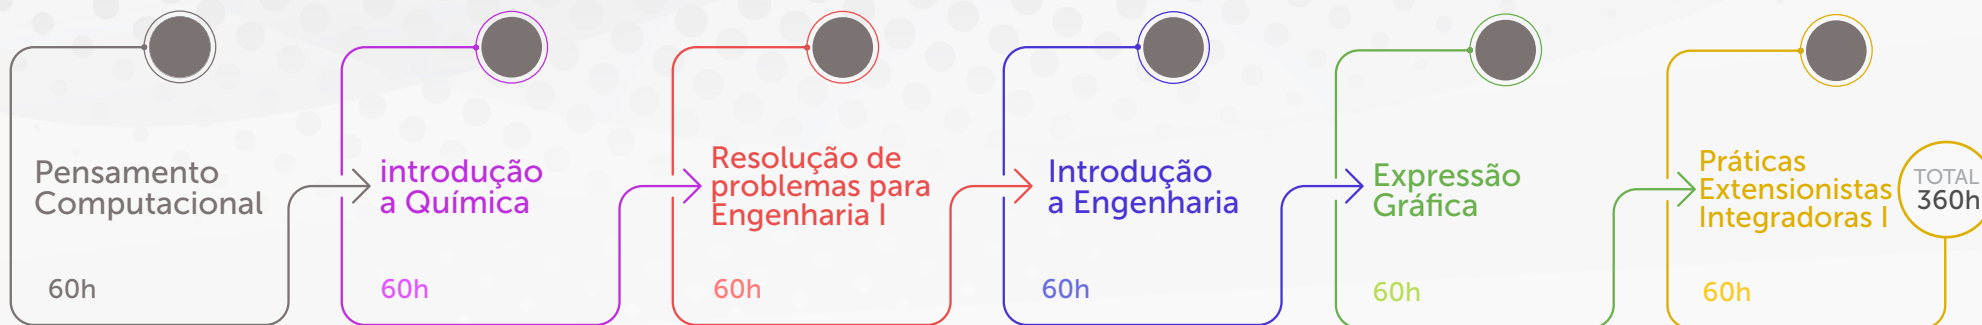 Pensamento
Computacional
60h
introdução
a Química
60h
Resolução de
problemas para
Engenharia I
60h
Introdução
a Engenharia
60h
Expressão
Gráfica
60h
Práticas
Extensionistas
Integradoras I
60h
TOTAL
360h